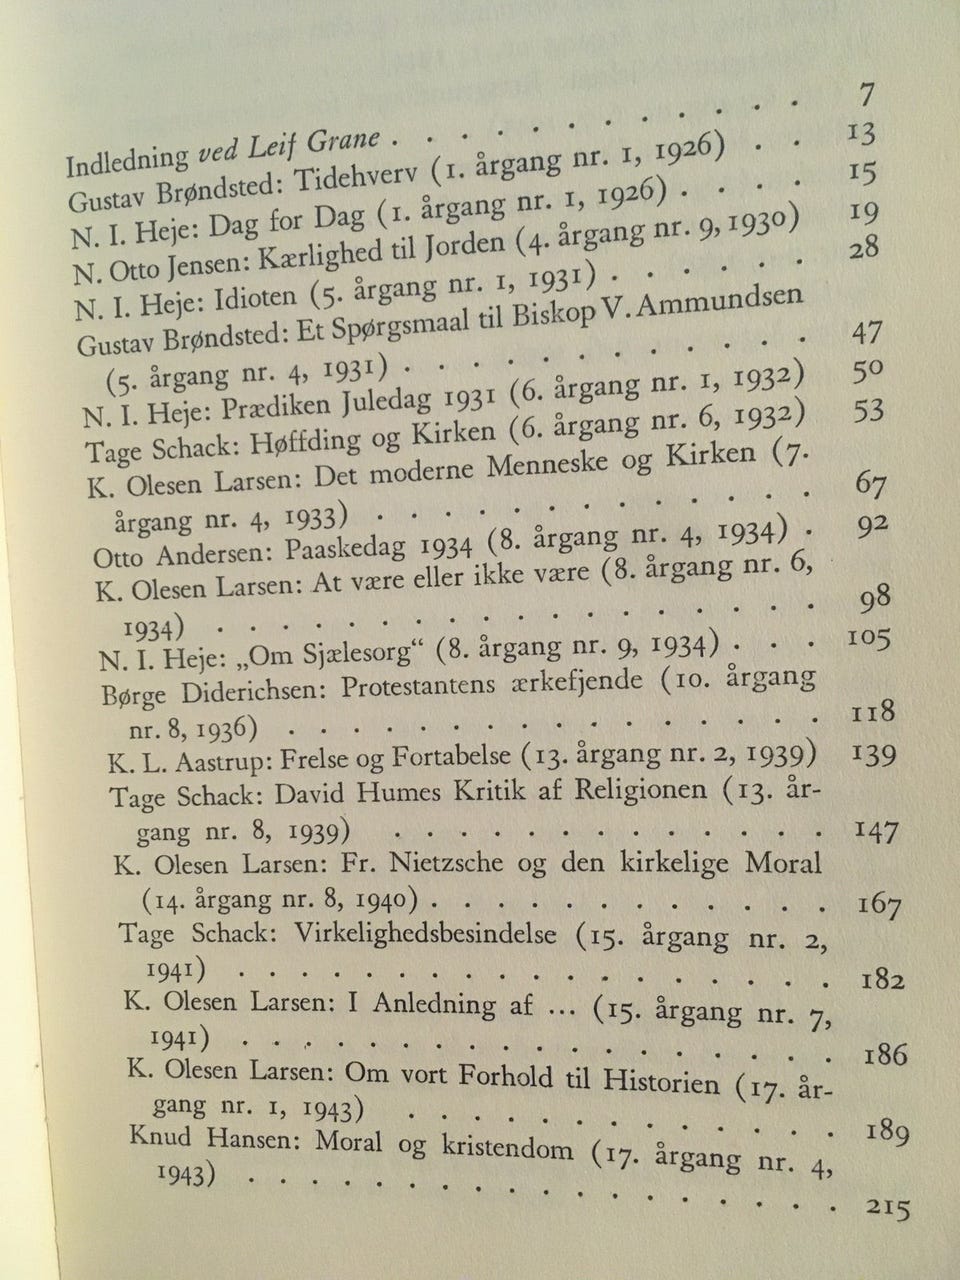 Indledning ved Leif Grane . . . . . . . . . . . . 7
Gustav Brøndsted: Tidehverv (1. årgang nr. 1, 1926) . . 13
N. I. Heje: Dag for Dag (1. årgang nr. 1, 1926) . . . . 15
N. Otto Jensen: Kærlighed til Jorden (4. årgang nr. 9, 1930) 19
N. I. Heje: Idioten (5. årgang nr. 1, 1931) . . . . . . 28
Gustav Brøndsted: Et Spørgsmaal til Biskop V. Ammundsen
(5. årgang nr. 4, 1931) . . . . . . . . . . . . . 47
N. I. Heje: Prædiken Juledag 1931 (6. årgang nr. 1, 1932) 50
Tage Schack: Høffding og Kirken (6. årgang nr. 6, 1932) 53
K. Olesen Larsen: Det moderne Menneske og Kirken (7.
årgang nr. 4, 1933) . . . . . . . . . . . . . 67
Otto Andersen: Paaskedag 1934 (8. årgang nr. 4, 1934) . 92
K. Olesen Larsen: At være eller ikke være (8. årgang nr. 6,
1934) . . . . . . . . . . . . . . . . . . . 98
N. I. Heje: „Om Sjælesorg“ (8. årgang nr. 9, 1934) . . . 105
Børge Diderichsen: Protestantens ærkefjende (10. årgang
nr. 8, 1936) . . . . . . . . . . . . . . . . . 118
K. L. Aastrup: Frelse og Fortabelse (13. årgang nr. 2, 1939) 139
Tage Schack: David Humes Kritik af Religionen (13. år-
gang nr. 8, 1939) . . . . . . . . . . . . . 147
K. Olesen Larsen: Fr. Nietzsche og den kirkelige Moral
(14. årgang nr. 8, 1940) . . . . . . . . . . . . 167
Tage Schack: Virkelighedsbesindelse (15. årgang nr. 2,
1941) . . . . . . . . . . . . . . . . . . 182
K. Olesen Larsen: I Anledning af ... (15. årgang nr. 7,
1941) . . . . . . . . . . . . . . . . . . 186
K. Olesen Larsen: Om vort Forhold til Historien (17. år-
gang nr. 1, 1943) . . . . . . . . . . . . . 189
Knud Hansen: Moral og kristendom (17. årgang nr. 4,
1943) . . . . . . . . . . . . . . . . . . 215